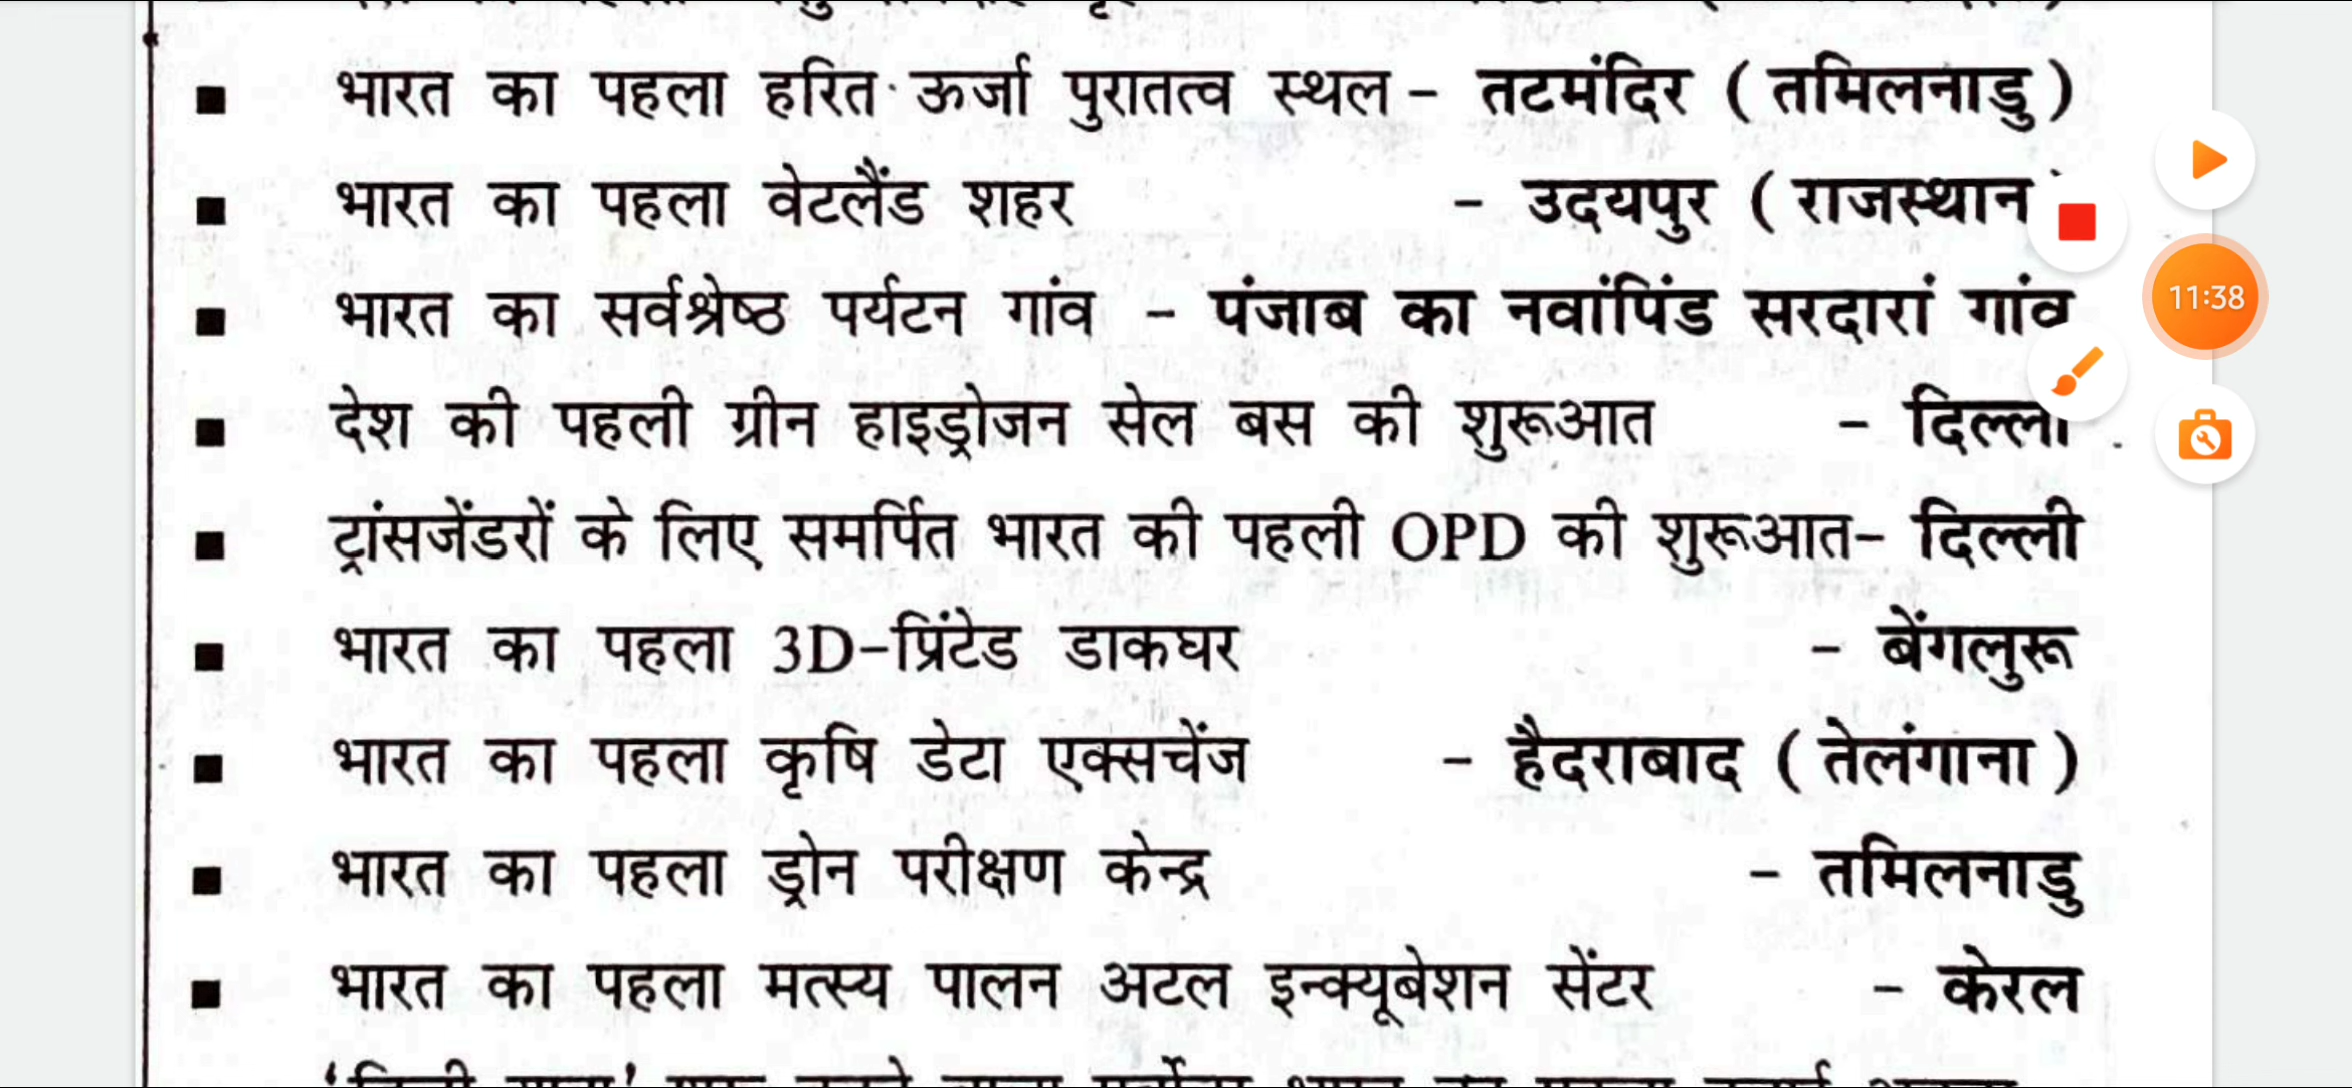 ■ भारत का पहला हरित ऊर्जा पुरातत्व स्थल - तटमंदिर ( तमिलनाडु )
■ भारत का पहला वेटलैंड शहर - उदयपुर ( राजस्थान
■ भारत का सर्वश्रेष्ठ पर्यटन गांव - पंजाब का नवांपिंड सरदारां गांव
11:38
■ देश की पहली ग्रीन हाइड्रोजन सेल बस की शुरूआत - दिल्ली
■ ट्रांसजेंडरों के लिए समर्पित भारत की पहली OPD की शुरूआत- दिल्ली
■ भारत का पहला 3D-प्रिंटेड डाकघर - बेंगलुरू
■ भारत का पहला कृषि डेटा एक्सचेंज - हैदराबाद ( तेलंगाना )
■ भारत का पहला ड्रोन परीक्षण केन्द्र - तमिलनाडु
■ भारत का पहला मत्स्य पालन अटल इन्क्यूबेशन सेंटर - केरल